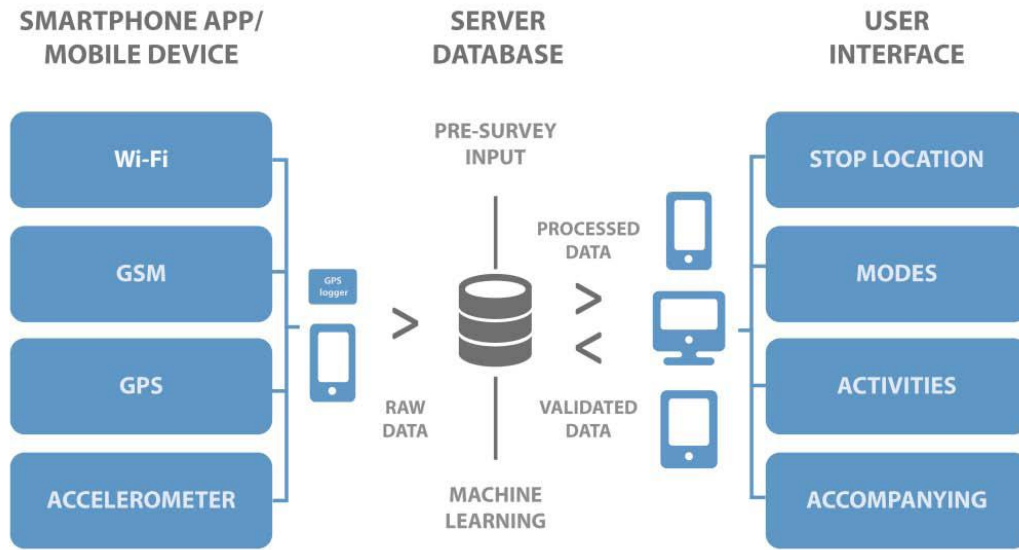 SMARTPHONE APP/
MOBILE DEVICE
Wi-Fi
GSM
GPS
ACCELEROMETER
GPS
logger
>
RAW
DATA
SERVER
DATABASE
PRE-SURVEY
INPUT
MACHINE
LEARNING
PROCESSED
DATA
>
<
VALIDATED
DATA
USER
INTERFACE
STOP LOCATION
MODES
ACTIVITIES
ACCOMPANYING